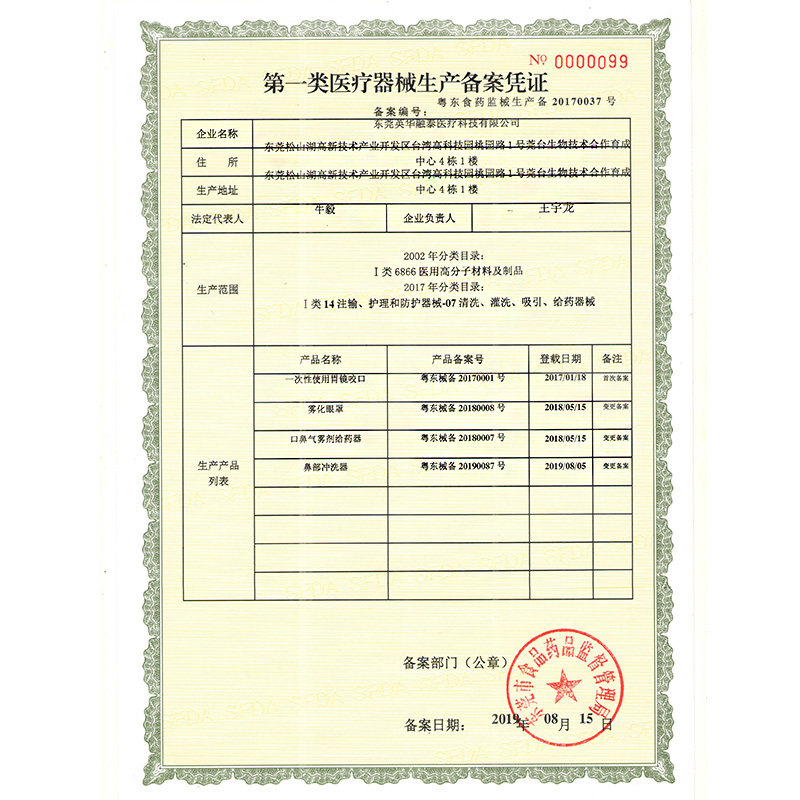 № 0000099
第一类医疗器械生产备案凭证
备案编号：粤东食药监械生产备 20170037 号
企业名称 东莞英华融泰医疗科技有限公司
住 所 东莞松山湖高新技术产业开发区台湾高科技园桃园路1号莞台生物技术合作育成
中心4栋1楼
生产地址 东莞松山湖高新技术产业开发区台湾高科技园桃园路1号莞台生物技术合作育成
中心4栋1楼
法定代表人 牛毅 企业负责人 王宇龙
生产范围
2002年分类目录：
Ⅰ类6866医用高分子材料及制品
2017年分类目录：
Ⅰ类14注输、护理和防护器械-07清洗、灌洗、吸引、给药器械
生产产品
列表
产品名称 产品备案号 登载日期 备注
一次性使用胃镜咬口 粤东械备20170001号 2017/01/18 首次备案
雾化眼罩 粤东械备20180008号 2018/05/15 变更备案
口鼻气雾剂给药器 粤东械备20180007号 2018/05/15 变更备案
鼻部冲洗器 粤东械备20190087号 2019/08/05 变更备案
备案部门（公章）
东莞市食品药品监督管理局
备案日期： 2019年 08月 15日